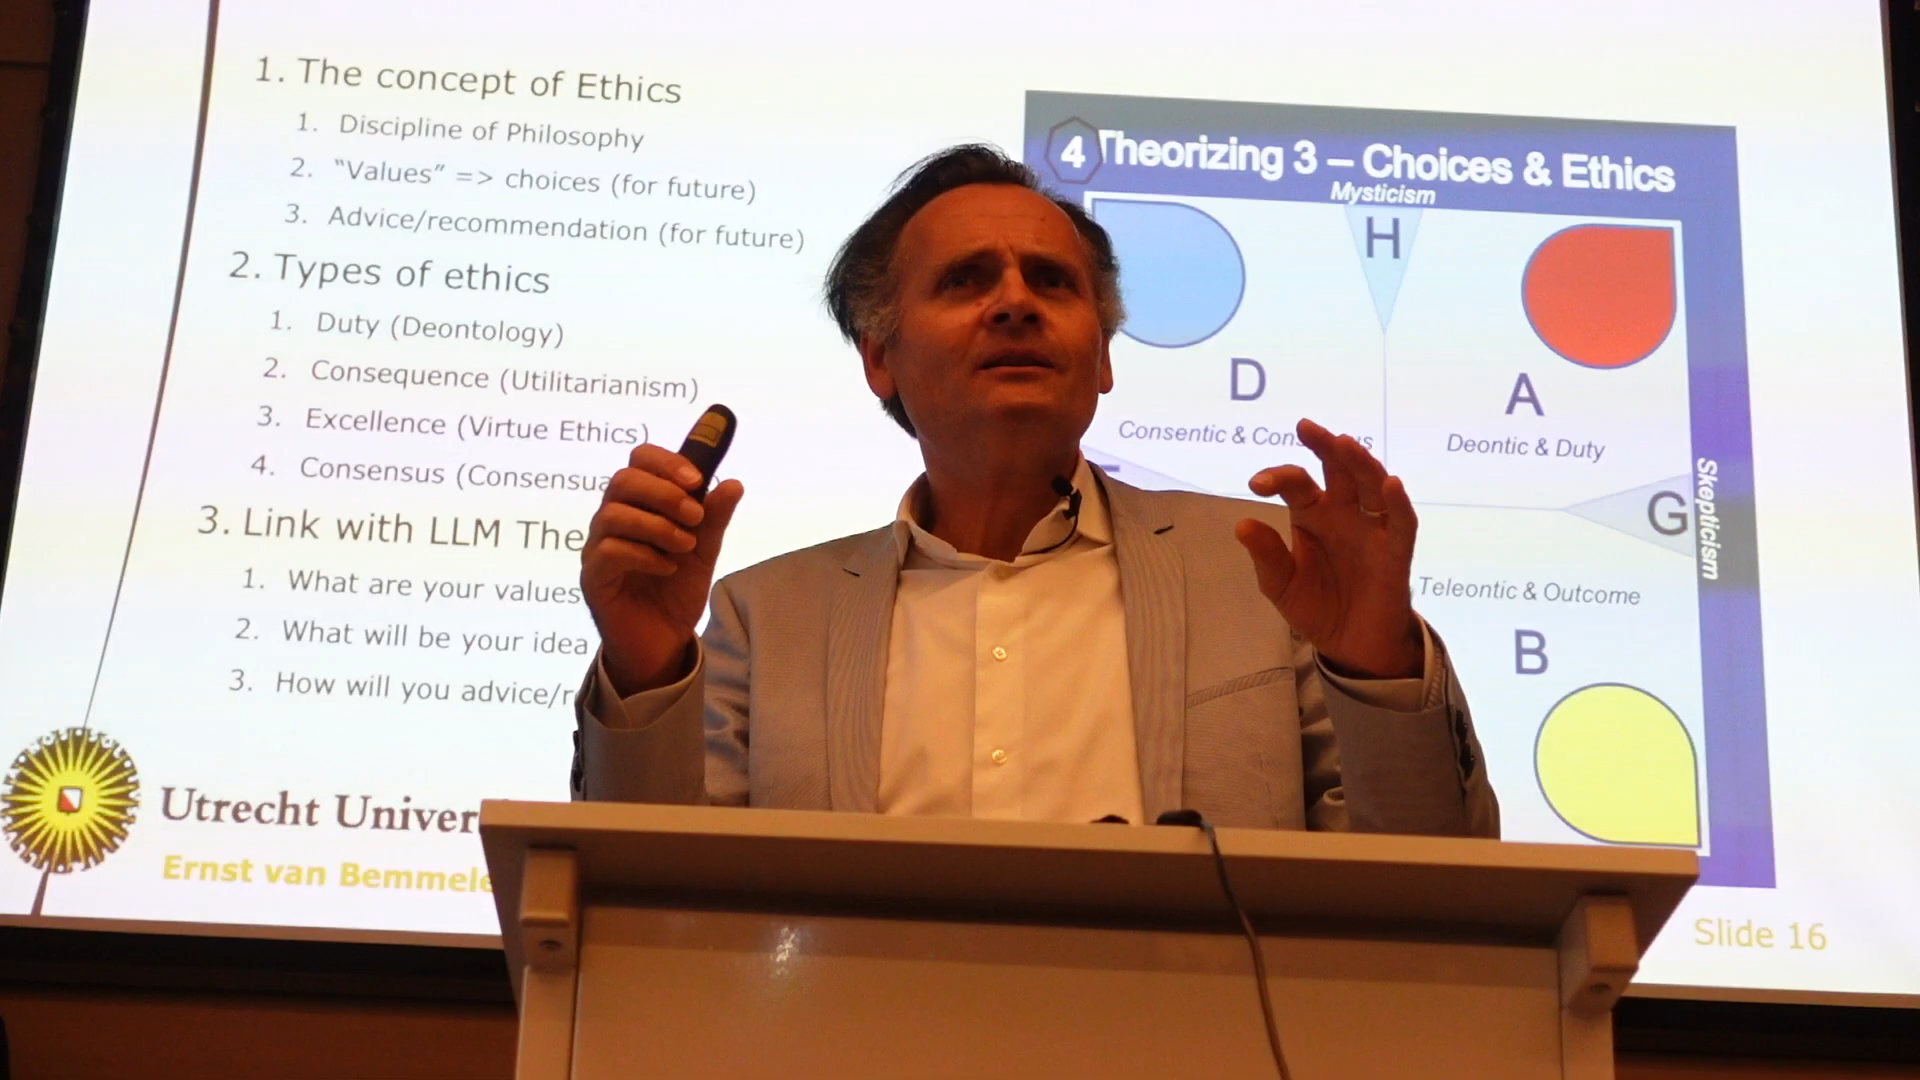 1. The concept of Ethics
1. Discipline of Philosophy
2. "Values" => choices (for future)
3. Advice/recommendation (for future)
2. Types of ethics
1. Duty (Deontology)
2. Consequence (Utilitarianism)
3. Excellence (Virtue Ethics)
4. Consensus
3. Link with LLM
1. What are your values
2. What will be your
3. How will you
Utrecht
Ernst van
4 Theorizing 3 – Choices & Ethics
Mysticism
H
D
A
Consentic &
Deontic & Duty
G
Skepticism
Teleontic & Outcome
B
Slide 16